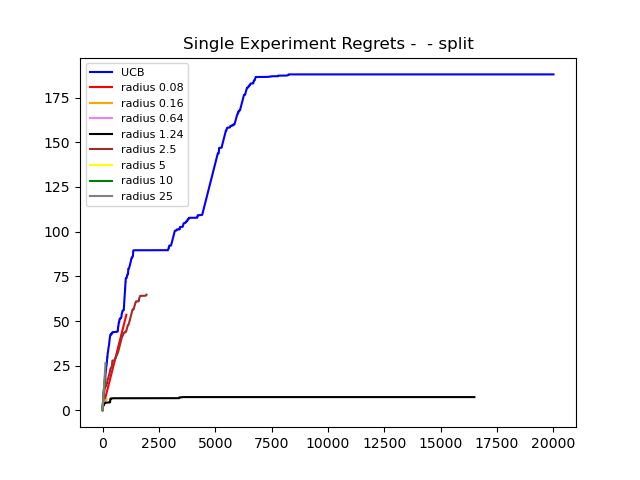 Single Experiment Regrets -  - split
UCB
radius 0.08
radius 0.16
radius 0.64
radius 1.24
radius 2.5
radius 5
radius 10
radius 25
175
150
125
100
75
50
25
0
0 2500 5000 7500 10000 12500 15000 17500 20000